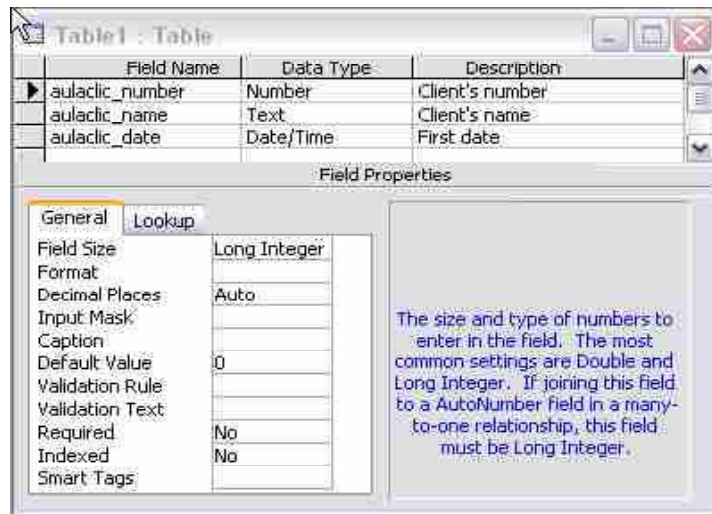 Table1 : Table
Field Name Data Type Description
aulaclic_number Number Client's number
aulaclic_name Text Client's name
aulaclic_date Date/Time First date
Field Properties
General Lookup
Field Size Long Integer
Format
Decimal Places Auto
Input Mask
Caption
Default Value 0
Validation Rule
Validation Text
Required No
Indexed No
Smart Tags
The size and type of numbers to
enter in the field. The most
common settings are Double and
Long Integer. If joining this field
to a AutoNumber field in a many-
to-one relationship, this field
must be Long Integer.